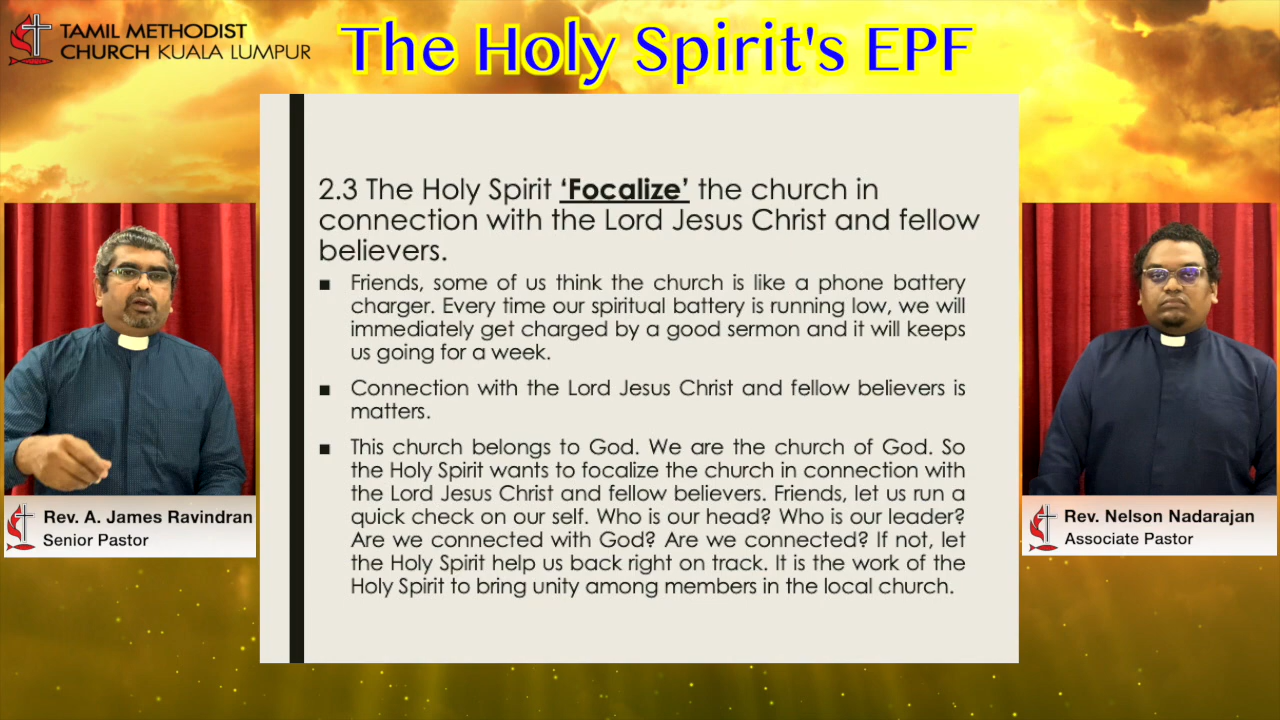 TAMIL METHODIST
CHURCH KUALA LUMPUR
The Holy Spirit's EPF
2.3 The Holy Spirit ‘Focalize’ the church in
connection with the Lord Jesus Christ and fellow
believers.
■ Friends, some of us think the church is like a phone battery
charger. Every time our spiritual battery is running low, we will
immediately get charged by a good sermon and it will keeps
us going for a week.
■ Connection with the Lord Jesus Christ and fellow believers is
matters.
■ This church belongs to God. We are the church of God. So
the Holy Spirit wants to focalize the church in connection with
the Lord Jesus Christ and fellow believers. Friends, let us run a
quick check on our self. Who is our head? Who is our leader?
Are we connected with God? Are we connected? If not, let
the Holy Spirit help us back right on track. It is the work of the
Holy Spirit to bring unity among members in the local church.
Rev. A. James Ravindran
Senior Pastor
Rev. Nelson Nadarajan
Associate Pastor